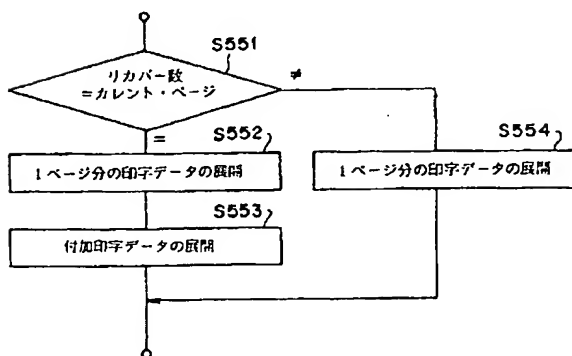 S551
リカバー数
=カレント・ページ
≠
=
S552
1ページ分の印字データの展開
S554
1ページ分の印字データの展開
S553
付加印字データの展開